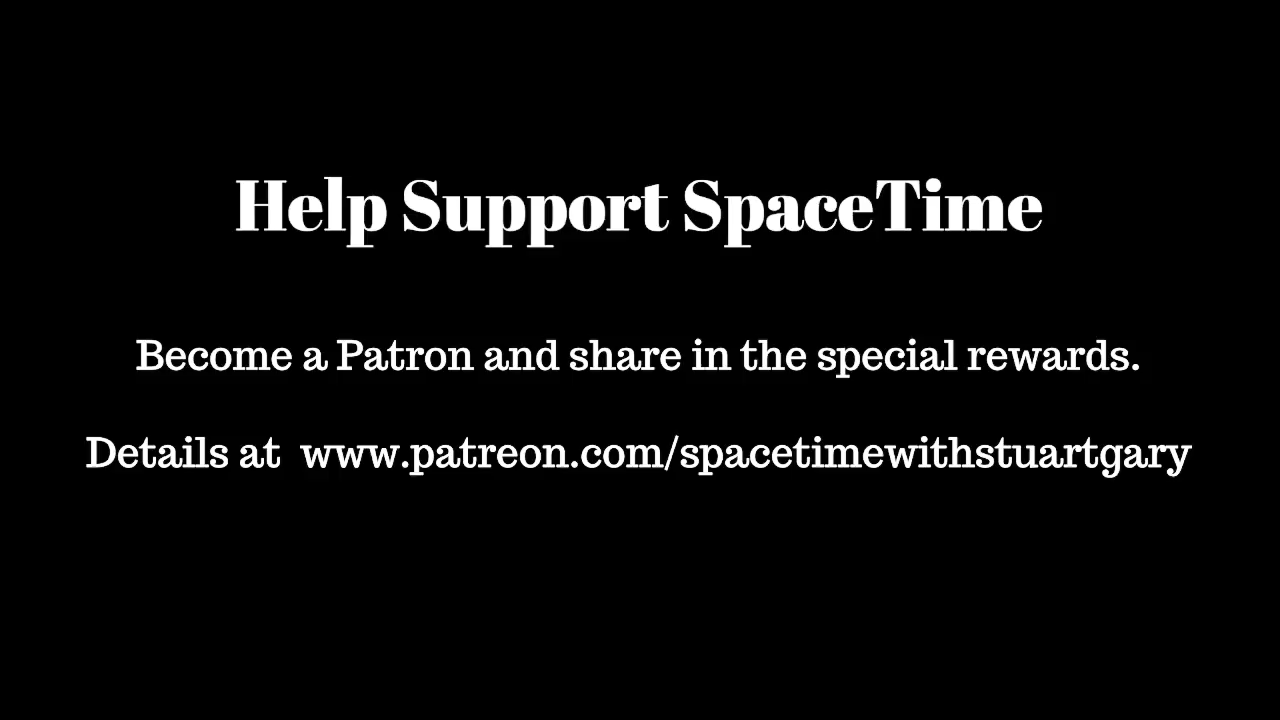 Help Support SpaceTime
Become a Patron and share in the special rewards.
Details at  www.patreon.com/spacetimewithstuartgary